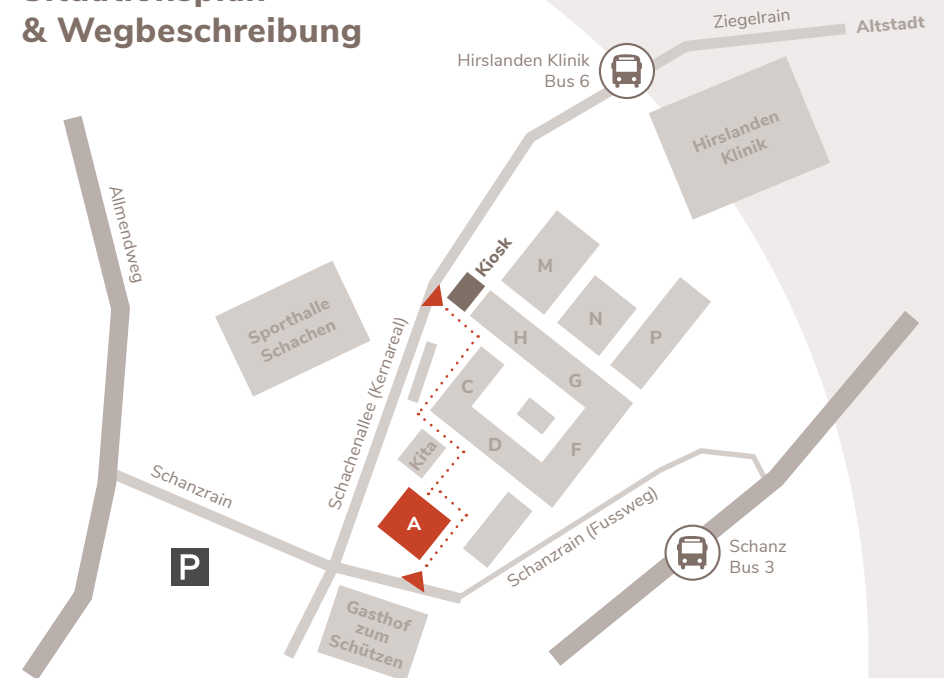 Situationsplan
& Wegbeschreibung
Ziegelrain
Altstadt
Hirslanden Klinik
Bus 6
Hirslanden
Klinik
Allmendweg
Kiosk
M
N
P
H
G
C
D
F
Sporthalle
Schachen
Schachenallee (Kernareal)
Kita
A
Schanzrain
P
Schanzrain (Fussweg)
Schanz
Bus 3
Gasthof
zum
Schützen